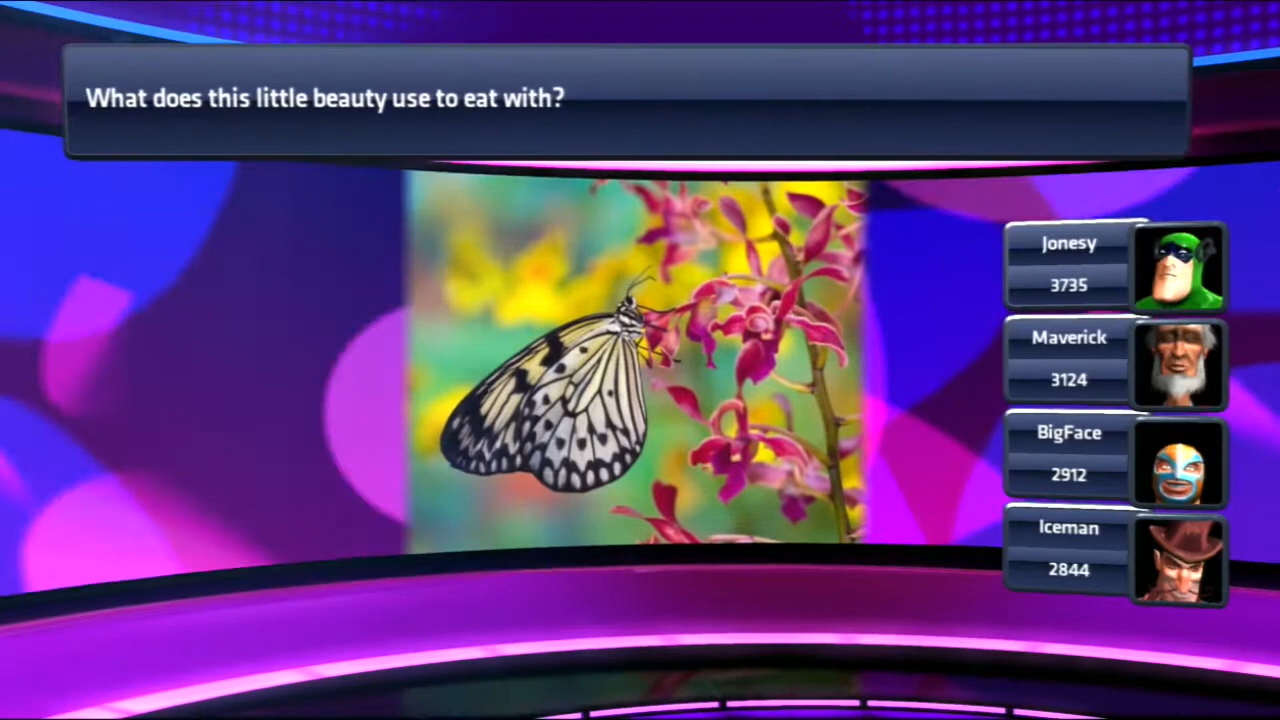 What does this little beauty use to eat with?
Jonesy
3735
Maverick
3124
BigFace
2912
Iceman
2844